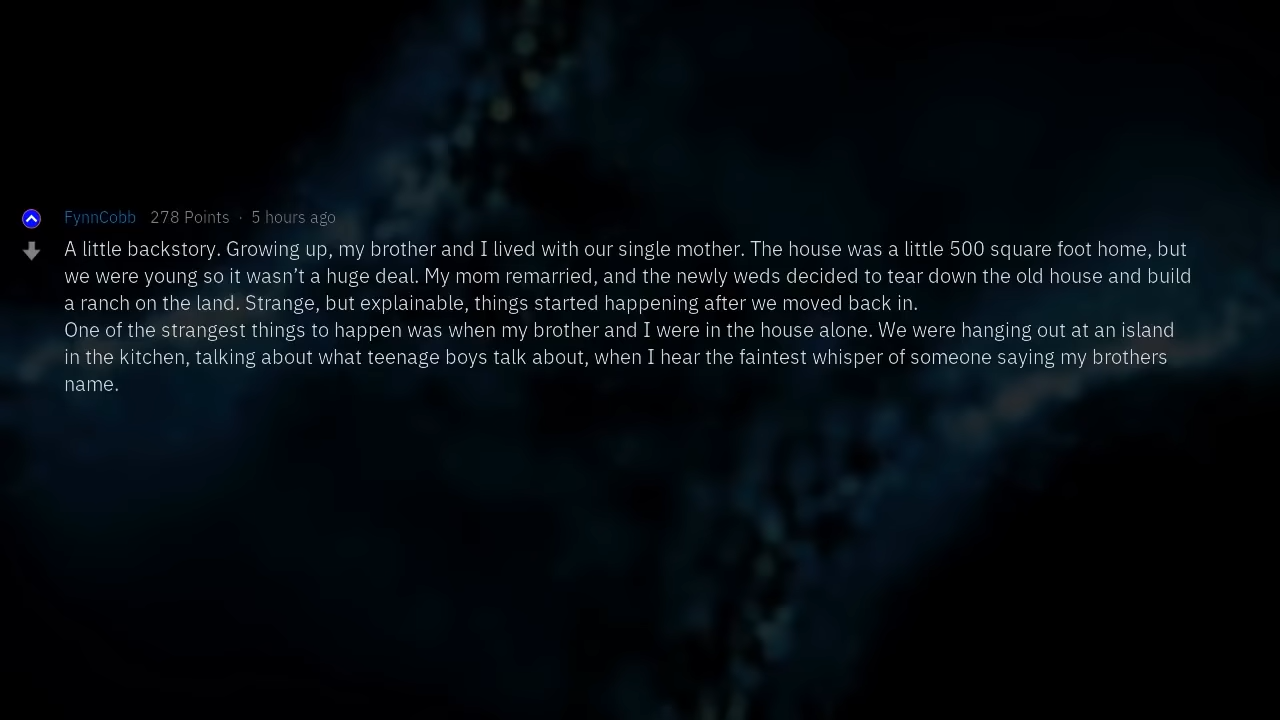 FynnCobb 278 Points · 5 hours ago
A little backstory. Growing up, my brother and I lived with our single mother. The house was a little 500 square foot home, but
we were young so it wasn’t a huge deal. My mom remarried, and the newly weds decided to tear down the old house and build
a ranch on the land. Strange, but explainable, things started happening after we moved back in.
One of the strangest things to happen was when my brother and I were in the house alone. We were hanging out at an island
in the kitchen, talking about what teenage boys talk about, when I hear the faintest whisper of someone saying my brothers
name.